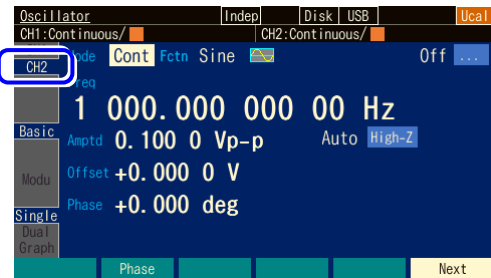 Oscillator Indep Disk USB Ucal
CH1:Continuous/ CH2:Continuous/
CH2 Mode Cont Fctn Sine Off ...
Freq
1 000.000 000 00 Hz
Basic Amptd 0.100 0 Vp-p Auto High-Z
Modu Offset +0.000 0 V
Phase +0.000 deg
Single
Dual
Graph
Phase Next